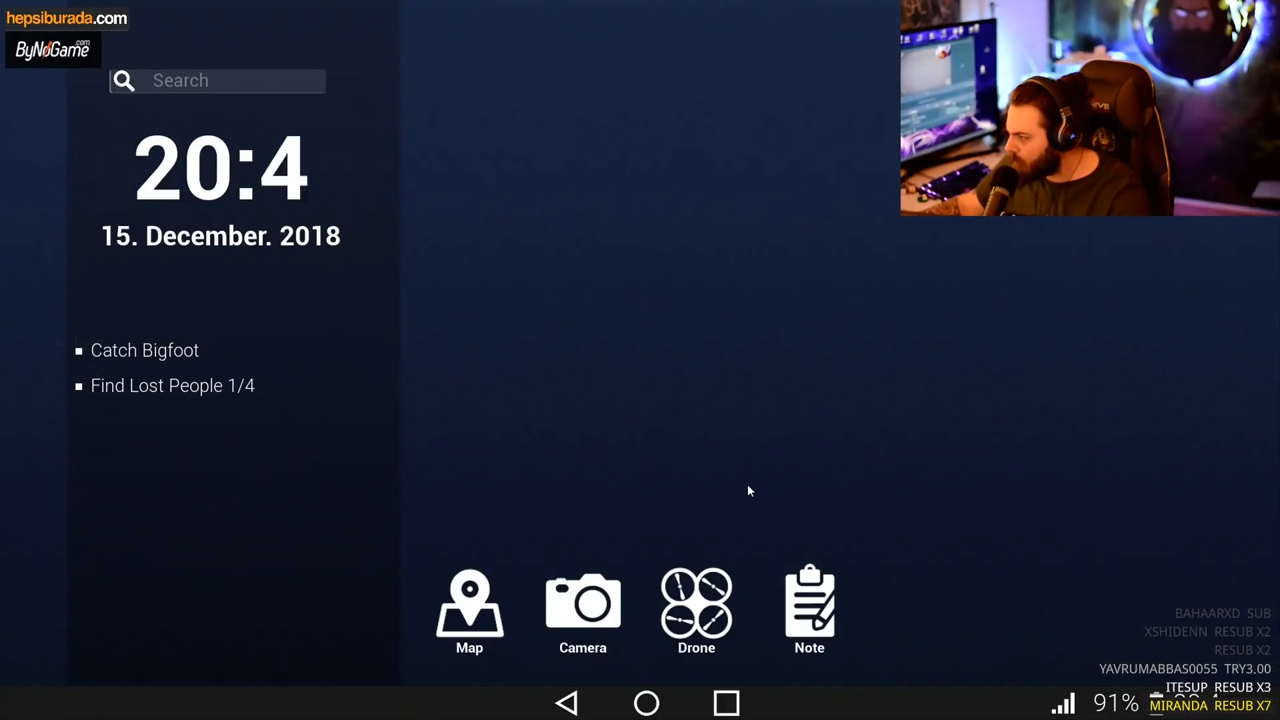 hepsiburada.com
ByNoGame.com
Search
20:4
15. December. 2018
Catch Bigfoot
Find Lost People 1/4
Map
Camera
Drone
Note
BAHAARXD SUB
XSHIDENN RESUB X2
RESUB X2
YAVRUMABBAS0055 TRY3.00
ITESUP RESUB X3
MIRANDA RESUB X7
91%